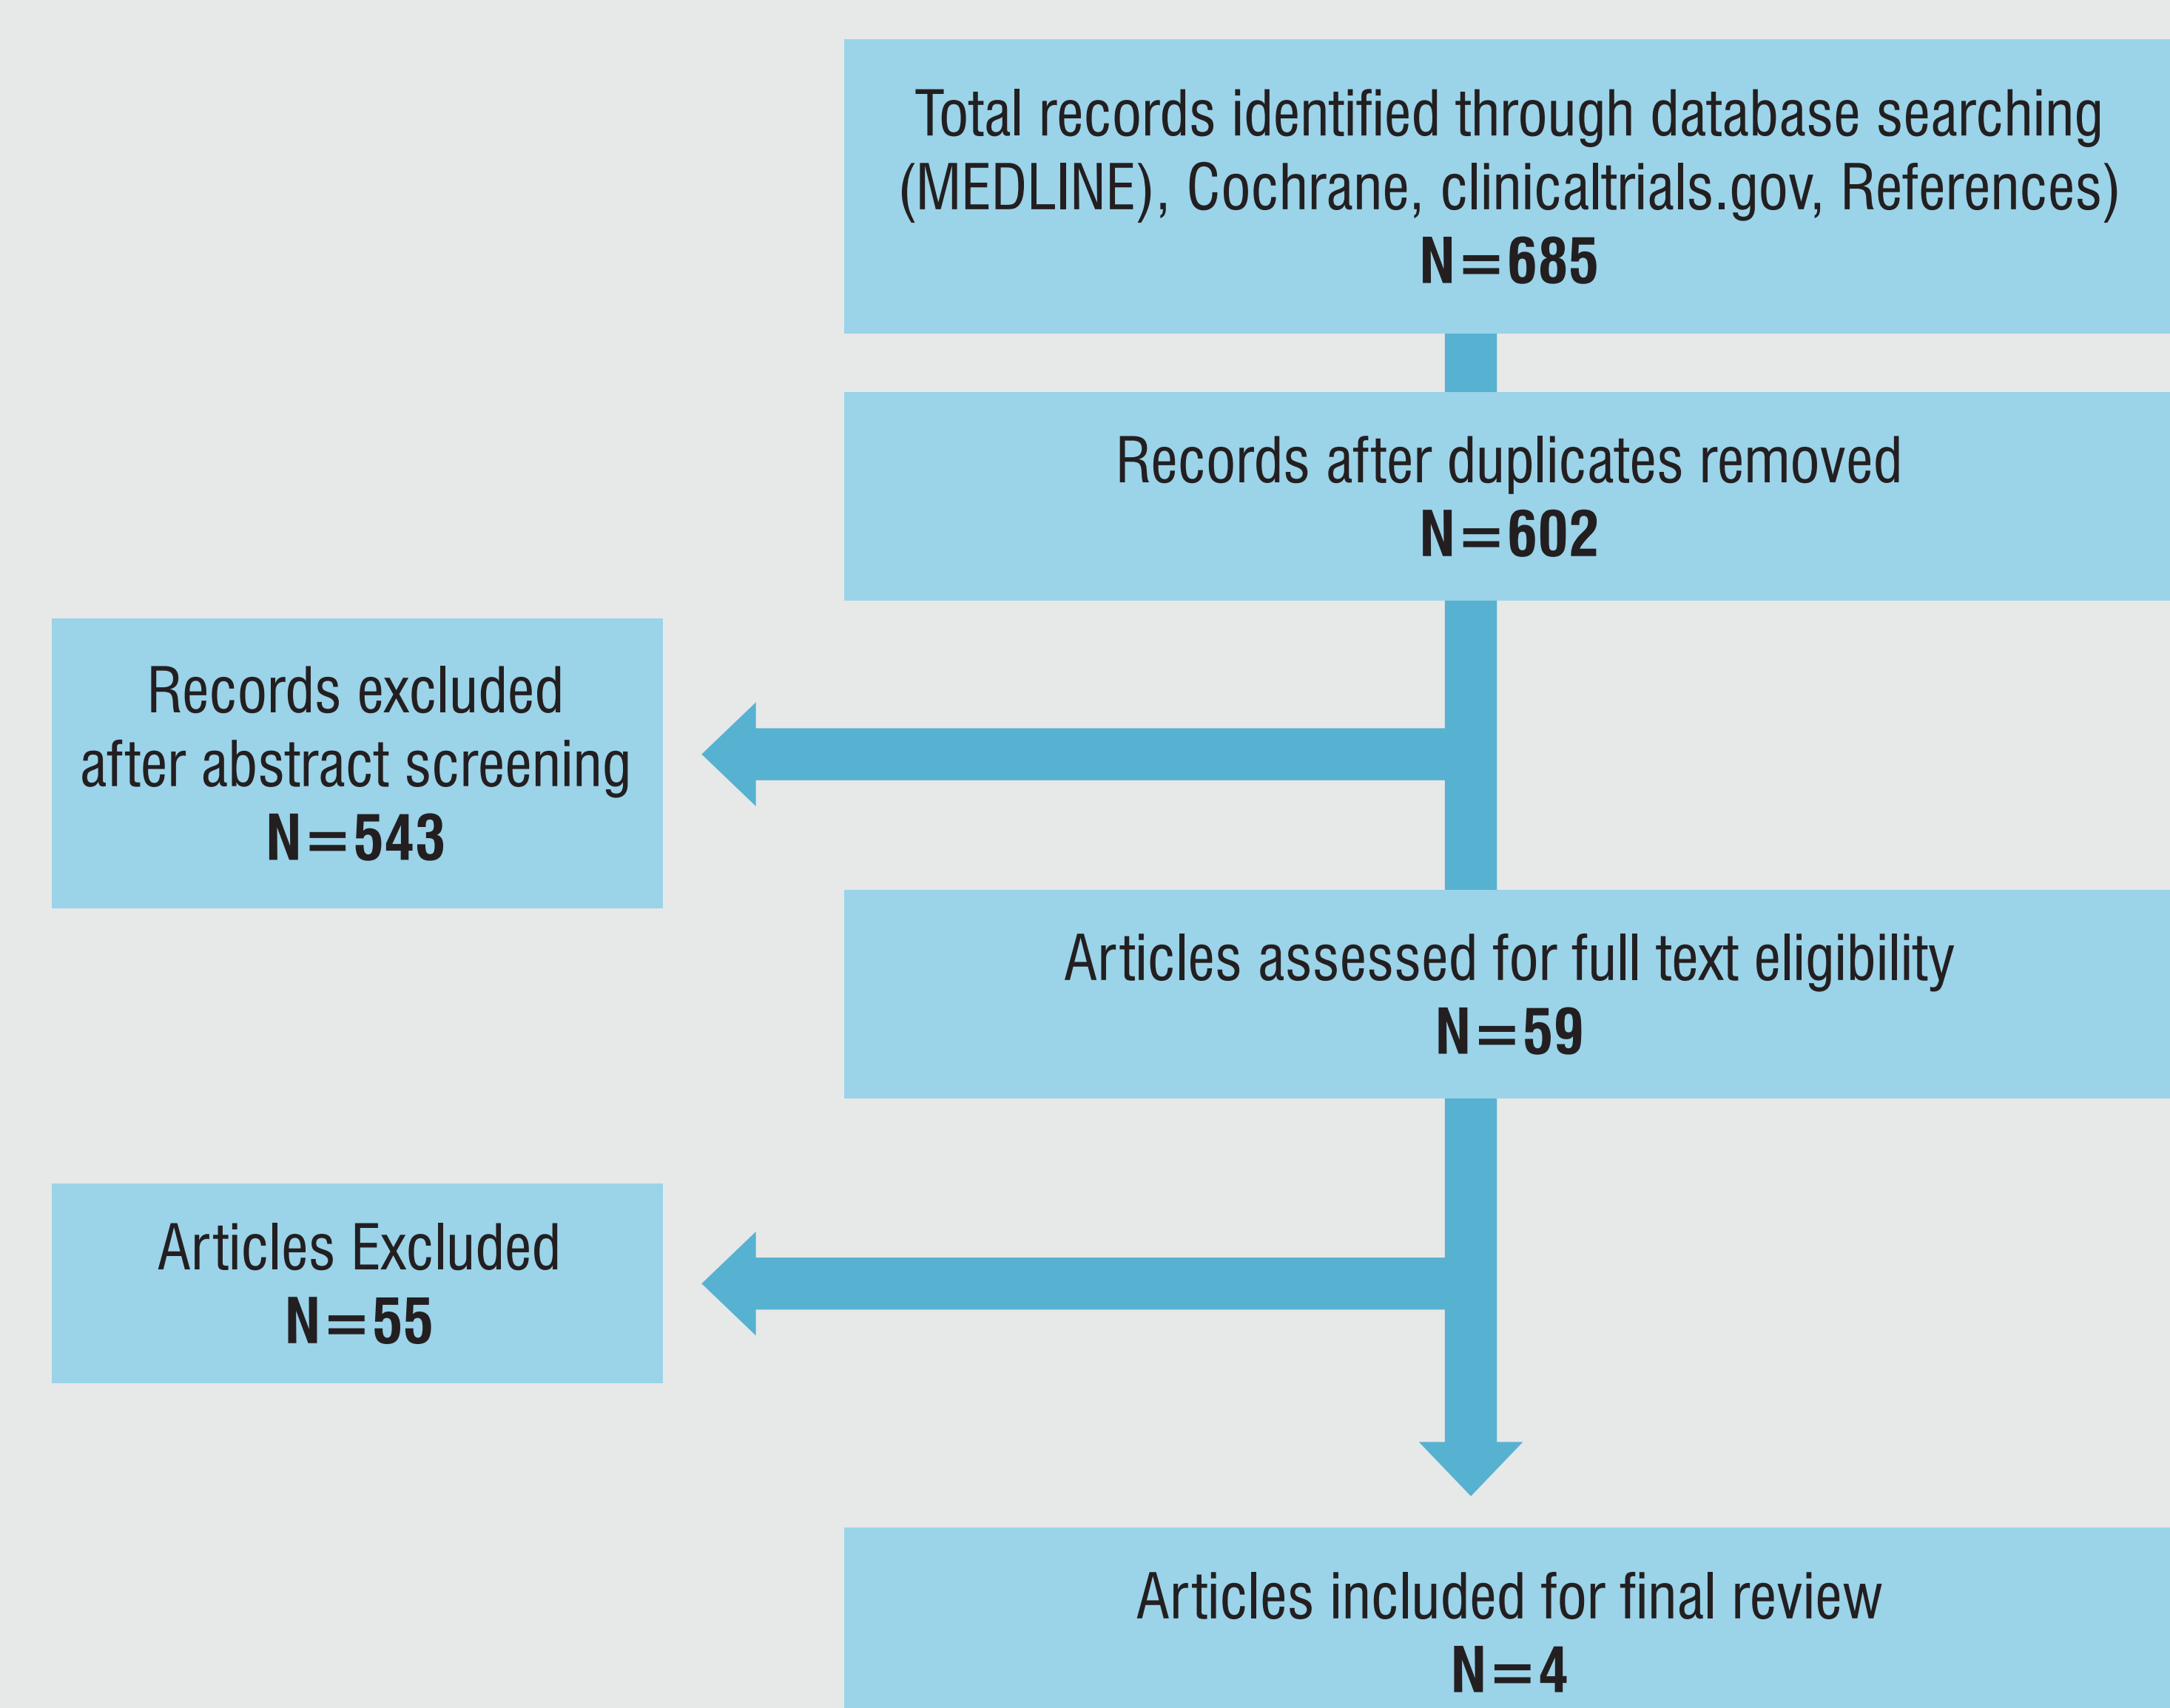 Total records identified through database searching
(MEDLINE), Cochrane, clinicaltrials.gov, References)
N=685
Records after duplicates removed
N=602
Records excluded
after abstract screening
N=543
Articles assessed for full text eligibility
N=59
Articles Excluded
N=55
Articles included for final review
N=4